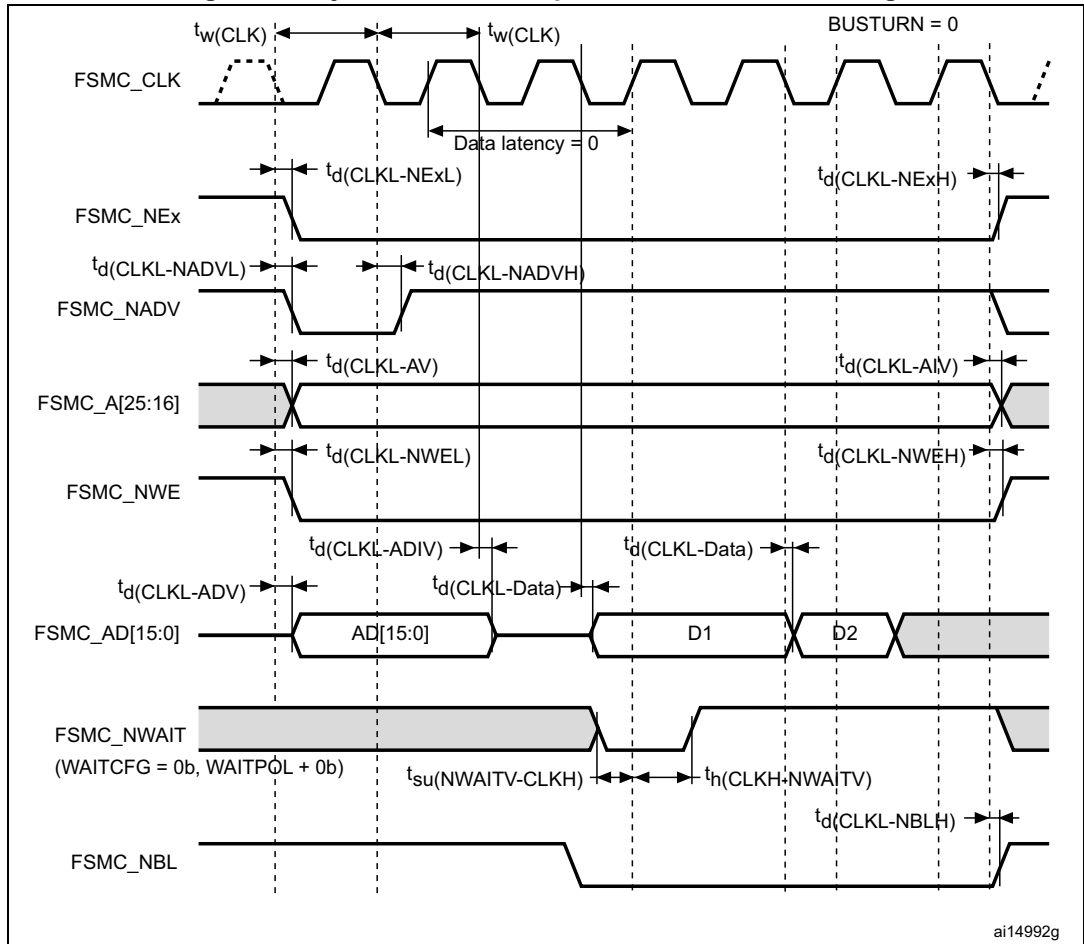 BUSTURN = 0
tw(CLK) tw(CLK)
FSMC_CLK
Data latency = 0
td(CLKL-NExL) td(CLKL-NExH)
FSMC_NEx
td(CLKL-NADVL) td(CLKL-NADVH)
FSMC_NADV
td(CLKL-AV) td(CLKL-AIV)
FSMC_A[25:16]
td(CLKL-NWEL) td(CLKL-NWEH)
FSMC_NWE
td(CLKL-ADIV) td(CLKL-Data)
td(CLKL-ADV) td(CLKL-Data)
FSMC_AD[15:0] AD[15:0] D1 D2
FSMC_NWAIT
(WAITCFG = 0b, WAITPOL + 0b)
tsu(NWAITV-CLKH) th(CLKH-NWAITV)
td(CLKL-NBLH)
FSMC_NBL
ai14992g